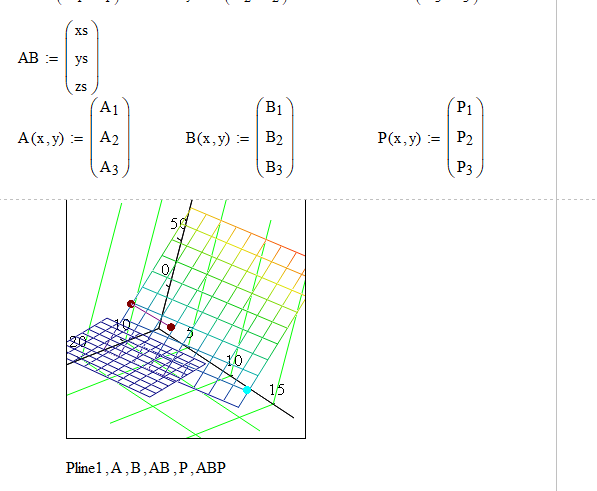 xs
AB := ys
zs
A1 B1 P1
A(x,y) := A2 B(x,y) := B2 P(x,y) := P2
A3 B3 P3
50
0
10
20 5
10
15
Pline1 , A , B , AB , P , ABP